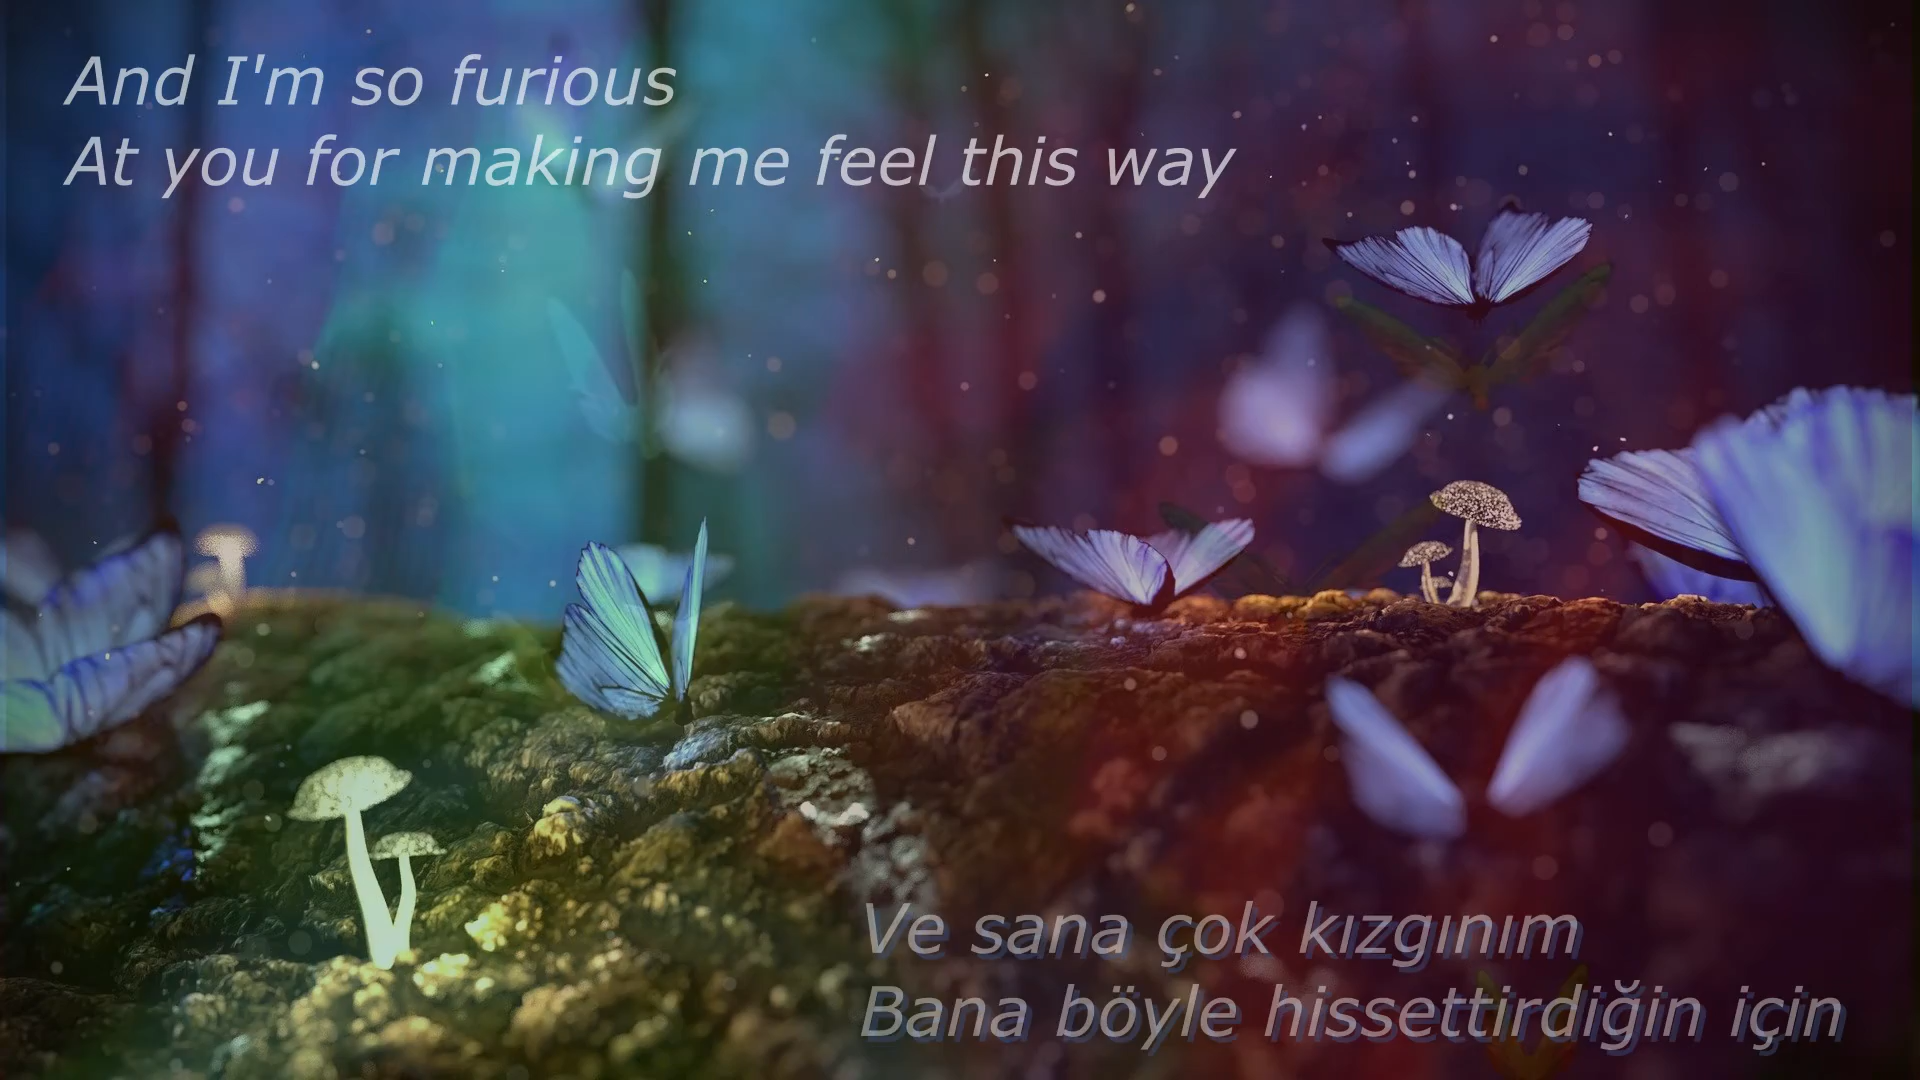 And I'm so furious
At you for making me feel this way
Ve sana çok kızgınım
Bana böyle hissettirdiğin için